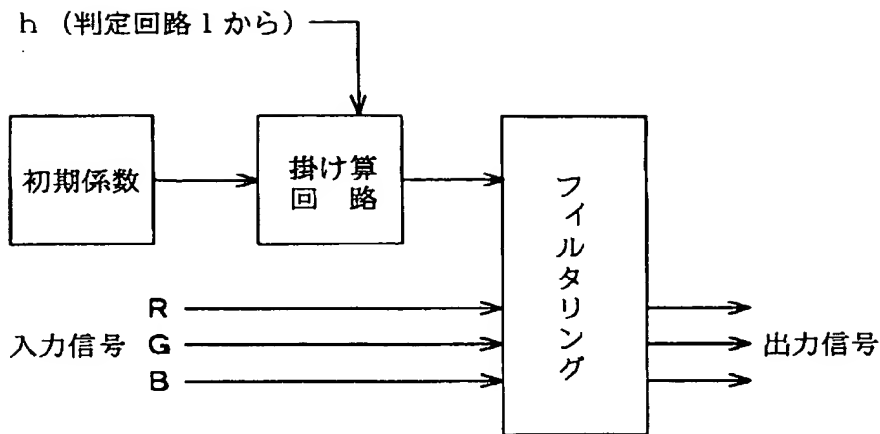 h (判定回路1から)
初期係数
掛け算
回路
フィルタリング
R
入力信号 G
B
出力信号